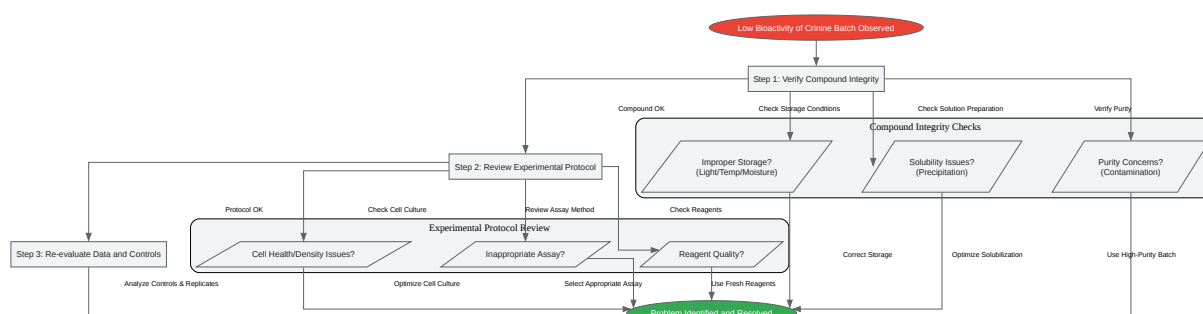 Low Bioactivity of Crinine Batch Observed
Step 1: Verify Compound Integrity
Compound OK
Check Storage Conditions
Check Solution Preparation
Verify Purity
Compound Integrity Checks
Improper Storage?
(Light/Temp/Moisture)
Solubility Issues?
(Precipitation)
Purity Concerns?
(Contamination)
Step 2: Review Experimental Protocol
Protocol OK
Check Cell Culture
Review Assay Method
Check Reagents
Experimental Protocol Review
Step 3: Re-evaluate Data and Controls
Cell Health/Density Issues?
Inappropriate Assay?
Reagent Quality?
Correct Storage
Optimize Solubilization
Use High-Purity Batch
Analyze Controls & Replicates
Optimize Cell Culture
Select Appropriate Assay
Use Fresh Reagents
Problem Identified and Resolved